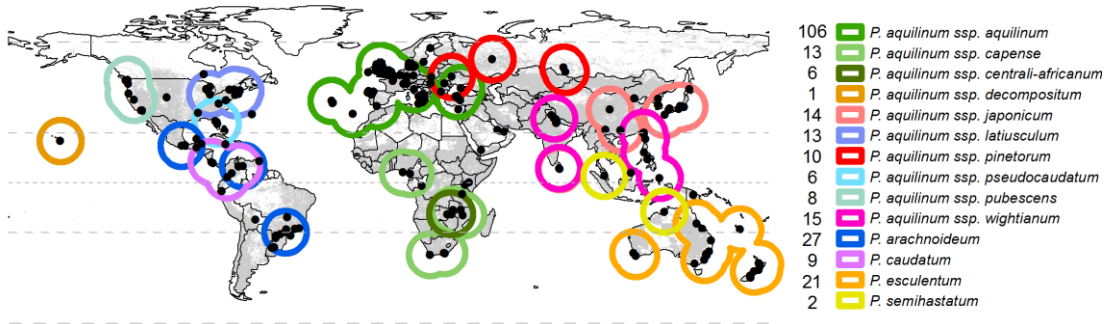 106 P. aquilinum ssp. aquilinum
13 P. aquilinum ssp. capense
6 P. aquilinum ssp. centrali-africanum
1 P. aquilinum ssp. decompositum
14 P. aquilinum ssp. japonicum
13 P. aquilinum ssp. latiusculum
10 P. aquilinum ssp. pinetorum
6 P. aquilinum ssp. pseudocaudatum
8 P. aquilinum ssp. pubescens
15 P. aquilinum ssp. wightianum
27 P. arachnoideum
9 P. caudatum
21 P. esculentum
2 P. semihastatum